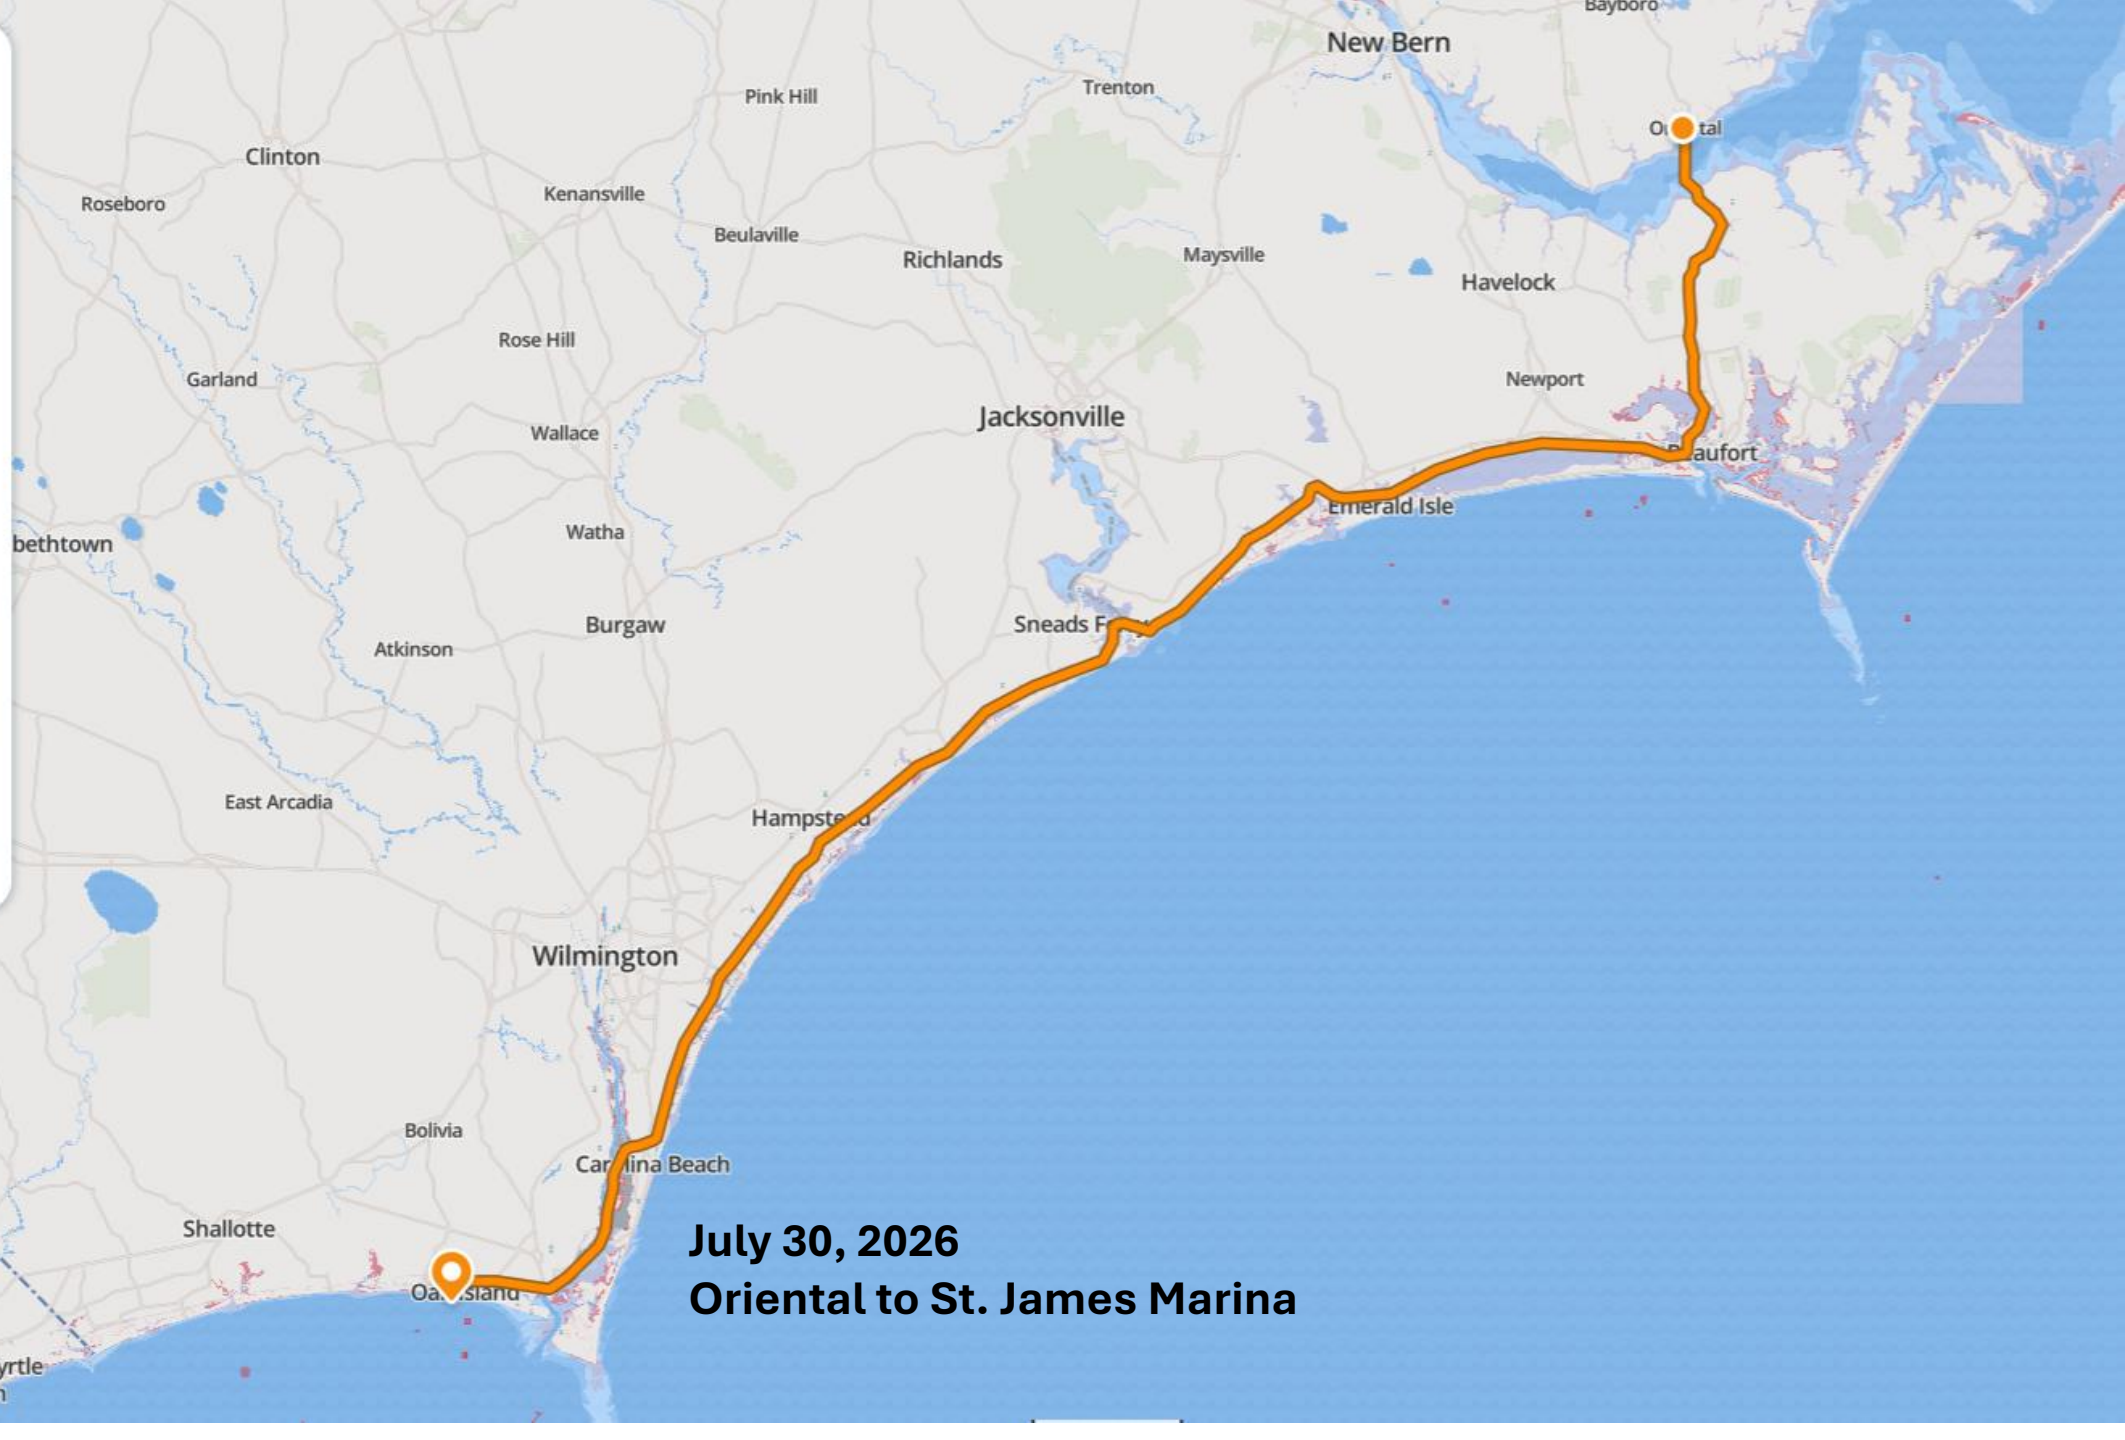 Bayboro
New Bern
Trenton
Pink Hill
Clinton
Kenansville
Roseboro
Beulaville
Richlands
Maysville
Havelock
Rose Hill
Garland
Newport
Jacksonville
Wallace
Emerald Isle
Watha
bethtown
Sneads
Burgaw
Atkinson
East Arcadia
Wilmington
Bolivia
Beach
Shallotte
July 30, 2026
Oriental to St. James Marina